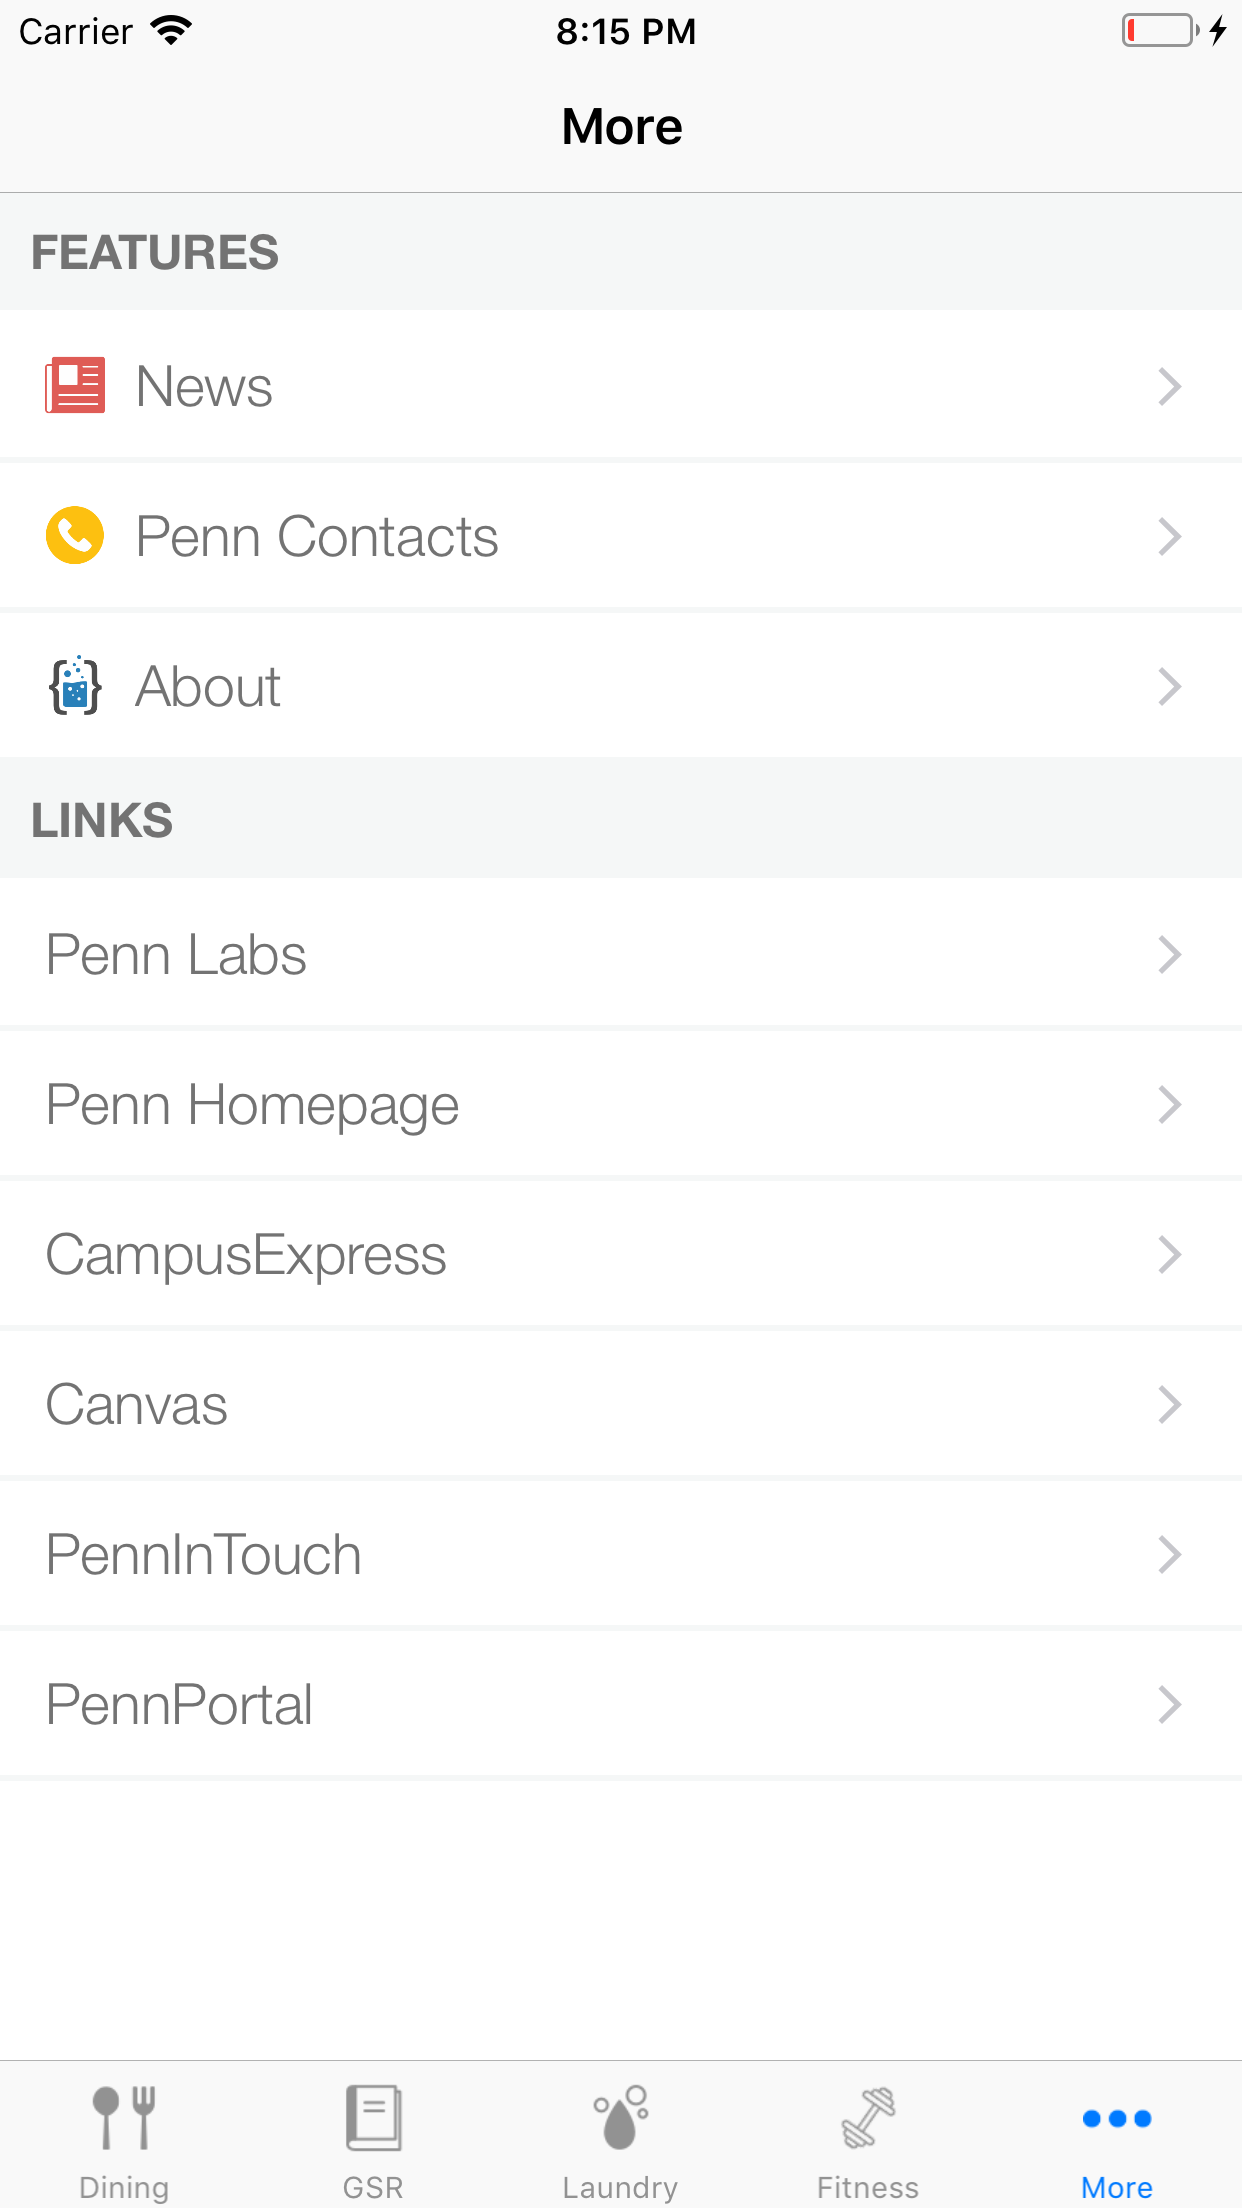 Carrier 8:15 PM
More
FEATURES
News
Penn Contacts
About
LINKS
Penn Labs
Penn Homepage
CampusExpress
Canvas
PennInTouch
PennPortal
Dining GSR Laundry Fitness More